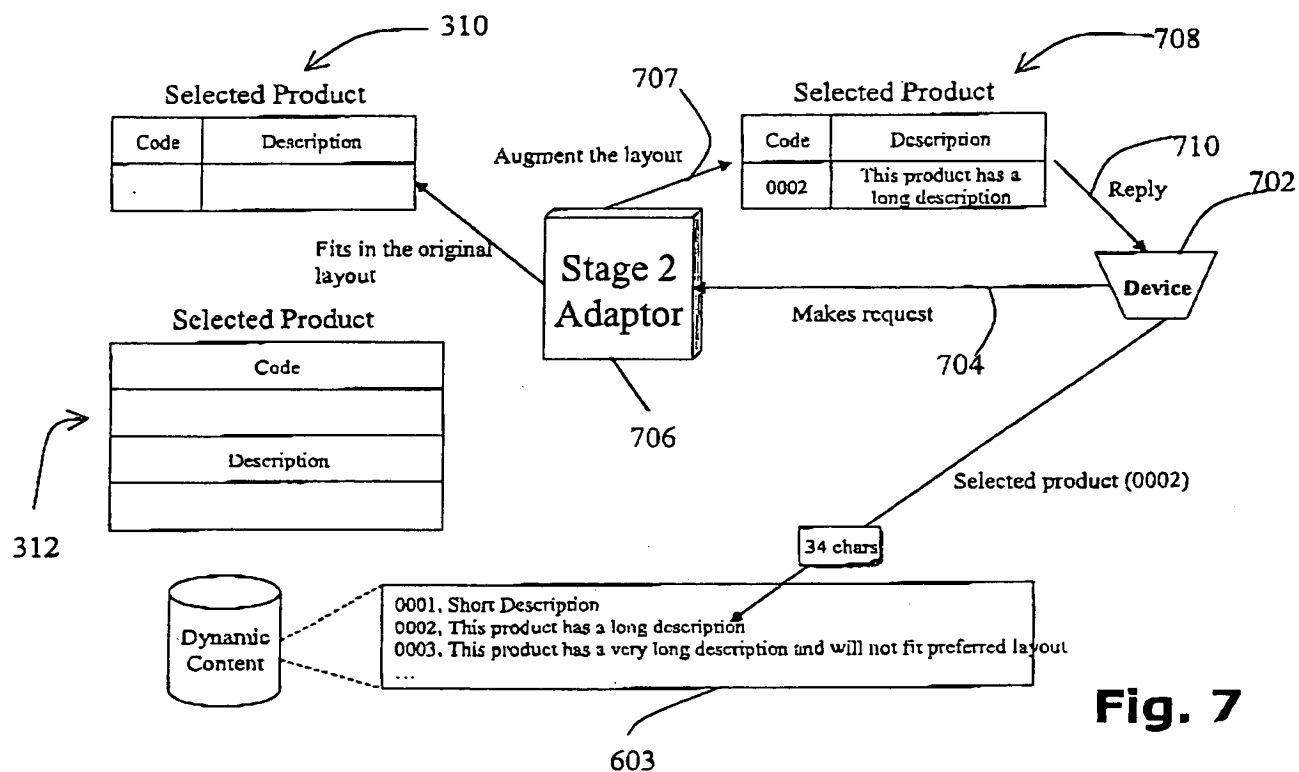 310
708
Selected Product
707
Selected Product
Code Description
Augment the layout
Code Description
710
0002 This product has a long description
Reply
702
Fits in the original
layout
Stage 2
Adaptor
Device
Makes request
704
Selected Product
Code
Description
706
312
Selected product (0002)
34 chars
Dynamic
Content
0001, Short Description
0002, This product has a long description
0003, This product has a very long description and will not fit preferred layout
...
603
Fig. 7